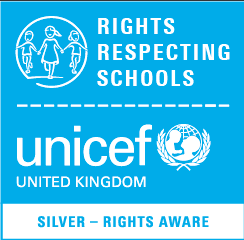 RIGHTS
RESPECTING
SCHOOLS
unicef
UNITED KINGDOM
SILVER – RIGHTS AWARE